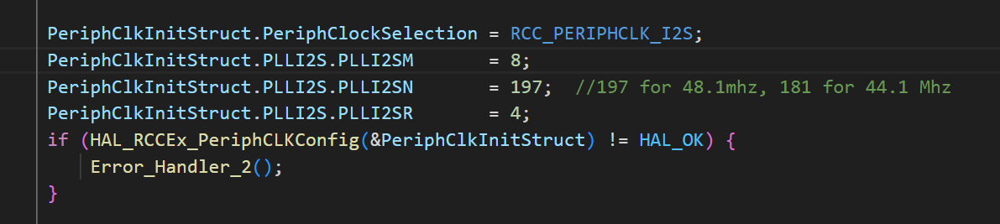 PeriphClkInitStruct.PeriphClockSelection = RCC_PERIPHCLK_I2S;
PeriphClkInitStruct.PLLI2S.PLLI2SM       = 8;
PeriphClkInitStruct.PLLI2S.PLLI2SN       = 197;  //197 for 48.1mhz, 181 for 44.1 Mhz
PeriphClkInitStruct.PLLI2S.PLLI2SR       = 4;
if (HAL_RCCEx_PeriphCLKConfig(&PeriphClkInitStruct) != HAL_OK) {
    Error_Handler_2();
}